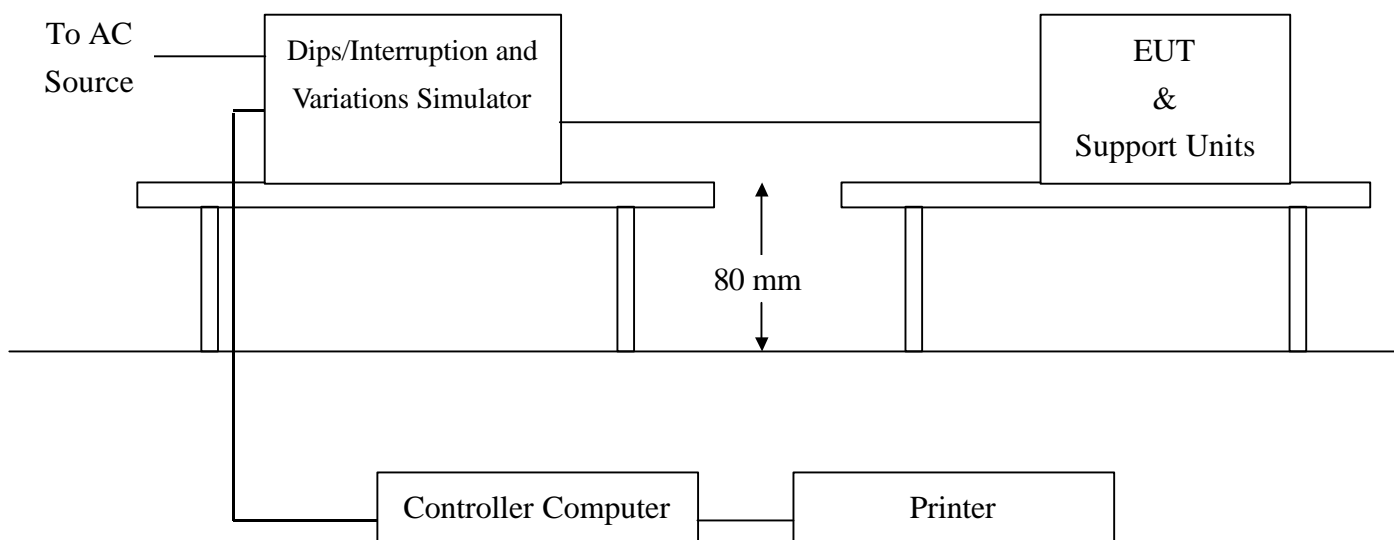 To AC
Source
Dips/Interruption and
Variations Simulator
EUT
&
Support Units
80 mm
Controller Computer
Printer